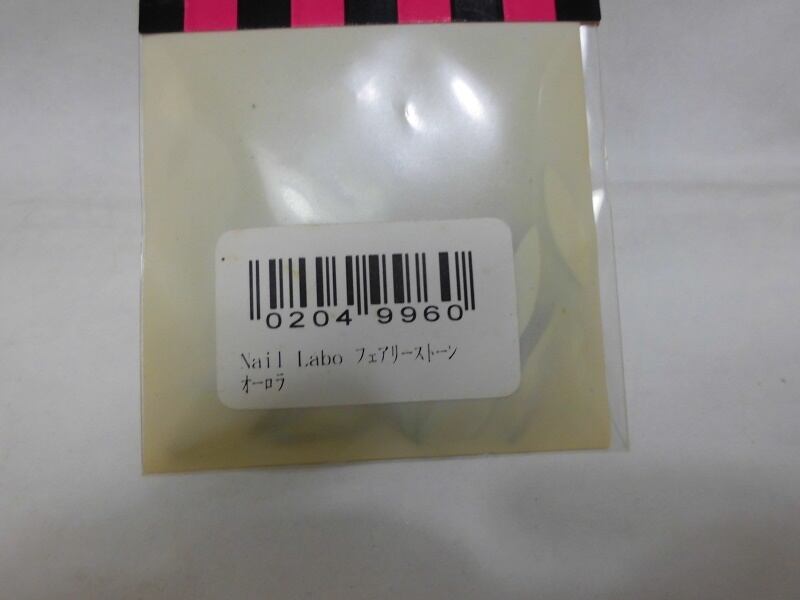 0204 9960
Nail Labo ﾌｪｱﾘｰｽﾄｰﾝ
ｵｰﾛﾗ